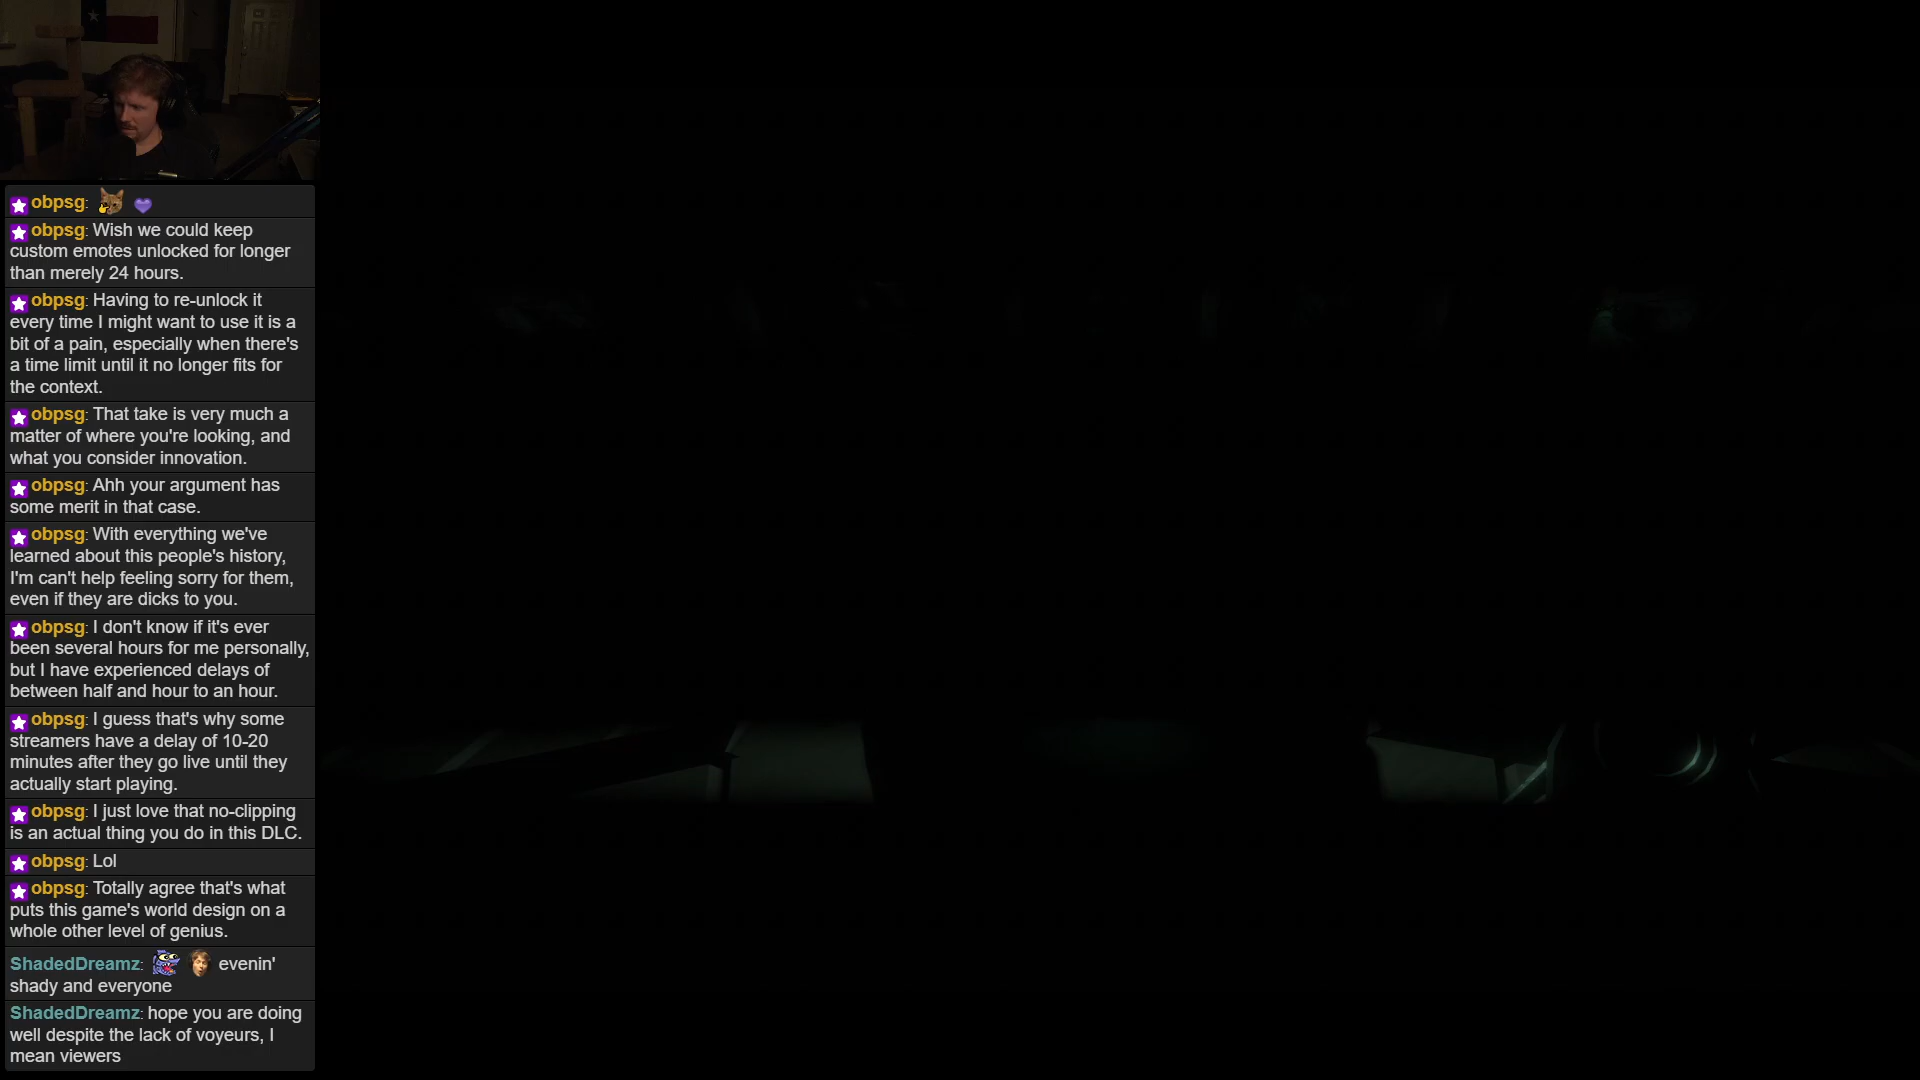 obpsg:
obpsg: Wish we could keep
custom emotes unlocked for longer
than merely 24 hours.
obpsg: Having to re-unlock it
every time I might want to use it is a
bit of a pain, especially when there's
a time limit until it no longer fits for
the context.
obpsg: That take is very much a
matter of where you're looking, and
what you consider innovation.
obpsg: Ahh your argument has
some merit in that case.
obpsg: With everything we've
learned about this people's history,
I'm can't help feeling sorry for them,
even if they are dicks to you.
obpsg: I don't know if it's ever
been several hours for me personally,
but I have experienced delays of
between half and hour to an hour.
obpsg: I guess that's why some
streamers have a delay of 10-20
minutes after they go live until they
actually start playing.
obpsg: I just love that no-clipping
is an actual thing you do in this DLC.
obpsg: Lol
obpsg: Totally agree that's what
puts this game's world design on a
whole other level of genius.
ShadedDreamz: evenin'
shady and everyone
ShadedDreamz: hope you are doing
well despite the lack of voyeurs, I
mean viewers